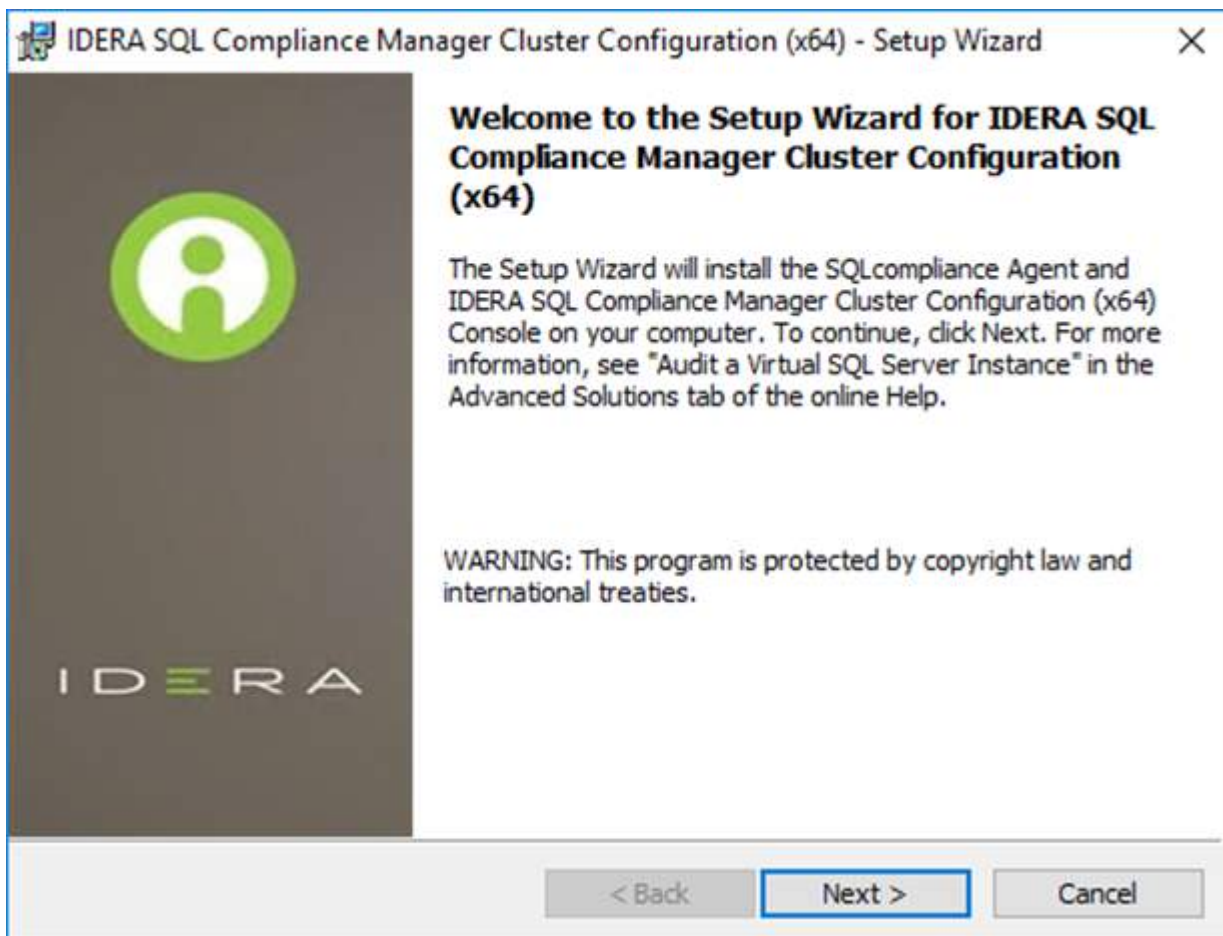 IDERA SQL Compliance Manager Cluster Configuration (x64) - Setup Wizard
Welcome to the Setup Wizard for IDERA SQL
Compliance Manager Cluster Configuration
(x64)
The Setup Wizard will install the SQLcompliance Agent and
IDERA SQL Compliance Manager Cluster Configuration (x64)
Console on your computer. To continue, click Next. For more
information, see "Audit a Virtual SQL Server Instance" in the
Advanced Solutions tab of the online Help.
WARNING: This program is protected by copyright law and
international treaties.
IDERA
< Back
Next >
Cancel